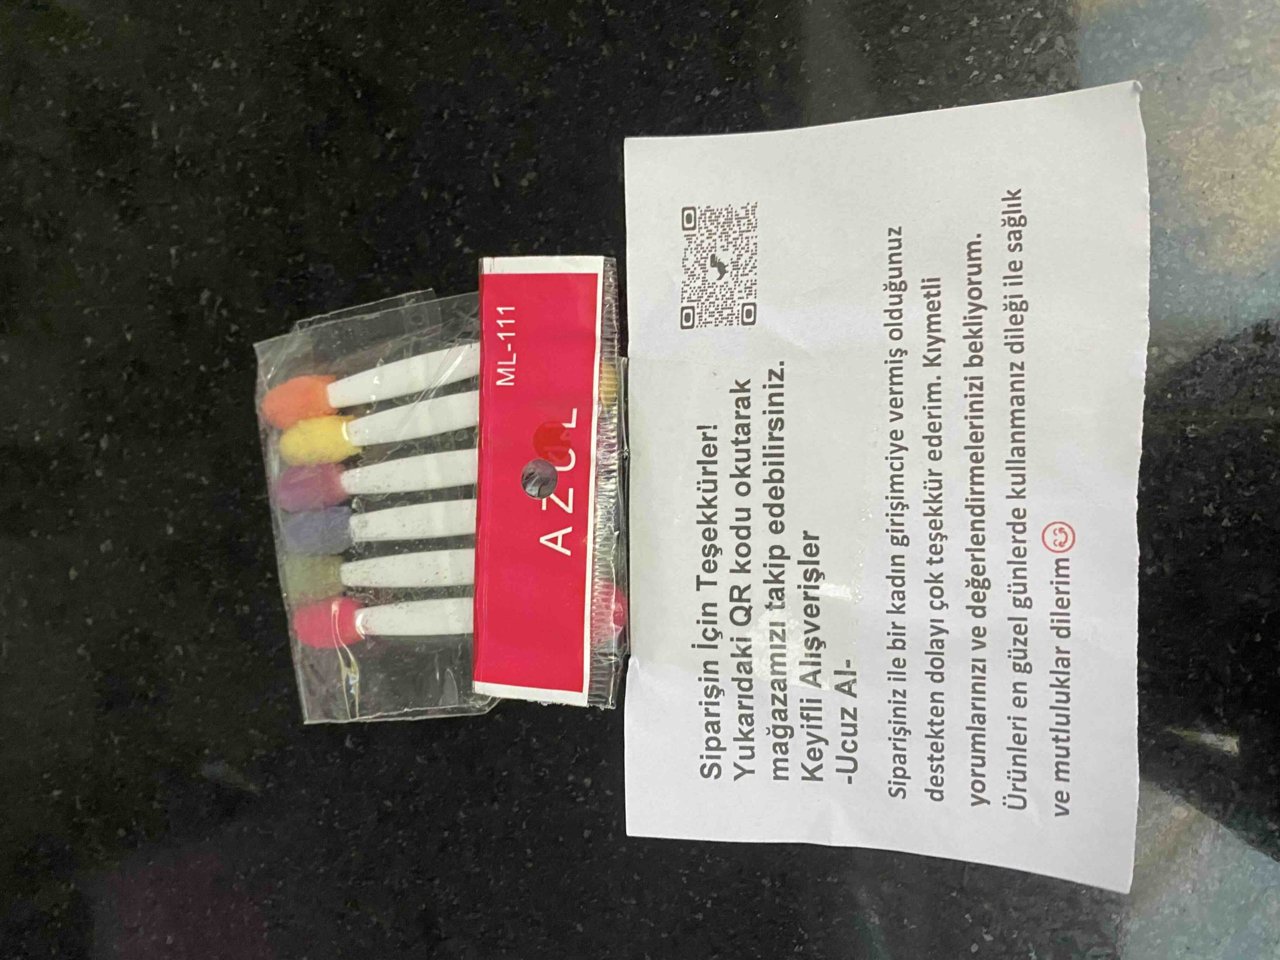 ML-111
AZUL
Siparişin İçin Teşekkürler!
Yukarıdaki QR kodu okutarak
mağazamızı takip edebilirsiniz.
Keyifli Alışverişler
-Ucuz Al-
Siparişiniz ile bir kadın girişimciye vermiş olduğunuz
destekten dolayı çok teşekkür ederim. Kıymetli
yorumlarınızı ve değerlendirmelerinizi bekliyorum.
Ürünleri en güzel günlerde kullanmanız dileği ile sağlık
ve mutluluklar dilerim